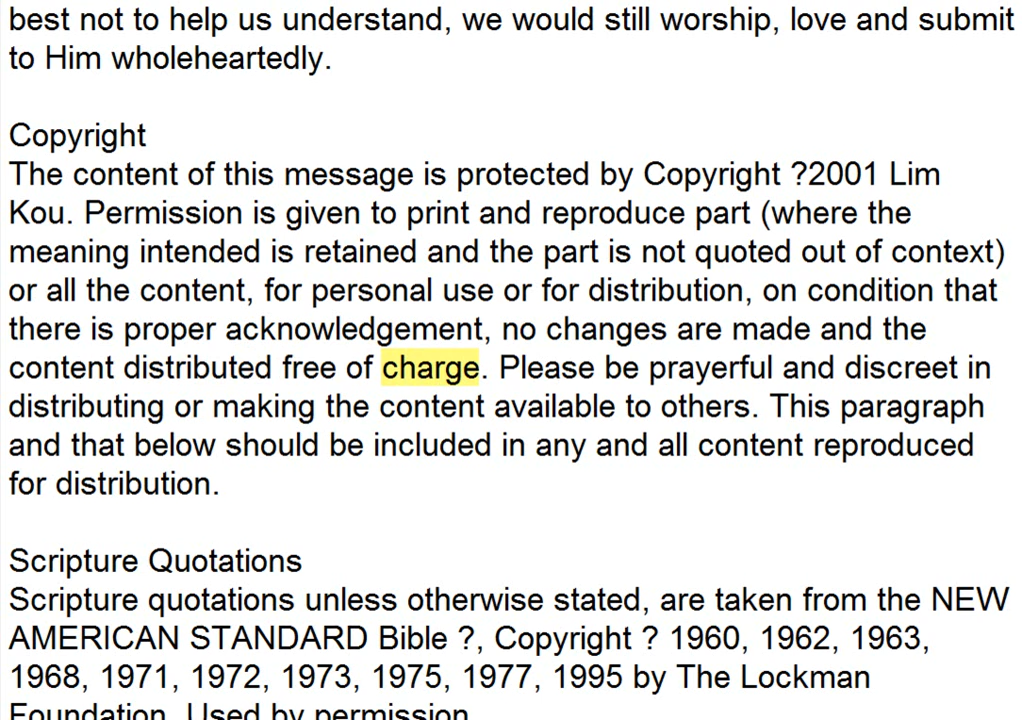 best not to help us understand, we would still worship, love and submit
to Him wholeheartedly.
Copyright
The content of this message is protected by Copyright ?2001 Lim
Kou. Permission is given to print and reproduce part (where the
meaning intended is retained and the part is not quoted out of context)
or all the content, for personal use or for distribution, on condition that
there is proper acknowledgement, no changes are made and the
content distributed free of charge. Please be prayerful and discreet in
distributing or making the content available to others. This paragraph
and that below should be included in any and all content reproduced
for distribution.
Scripture Quotations
Scripture quotations unless otherwise stated, are taken from the NEW
AMERICAN STANDARD Bible ?, Copyright ? 1960, 1962, 1963,
1968, 1971, 1972, 1973, 1975, 1977, 1995 by The Lockman
Foundation. Used by permission.